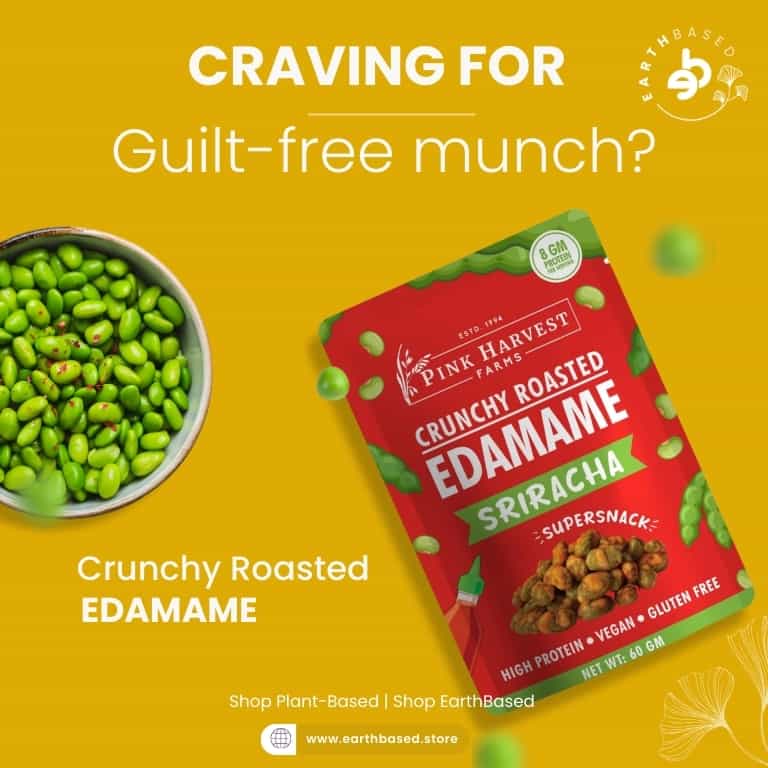 CRAVING FOR
Guilt-free munch?
EARTHBASED
eb
8 GM
PROTEIN
PER SERVING
ESTD. 1994
PINK HARVEST
FARMS
CRUNCHY ROASTED
EDAMAME
SRIRACHA
SUPERSNACK
HIGH PROTEIN • VEGAN • GLUTEN FREE
NET WT: 60 GM
Crunchy Roasted
EDAMAME
Shop Plant-Based | Shop EarthBased
www.earthbased.store